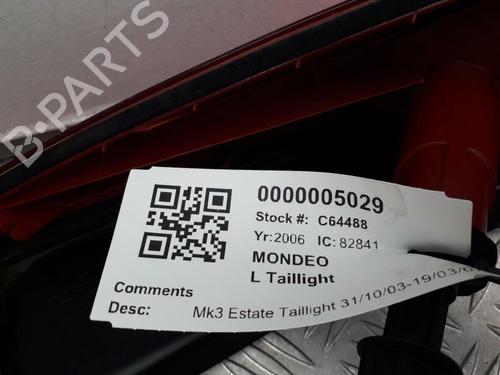 B-PARTS
0000005029
Stock #: C64488
Yr:2006 IC: 82841
MONDEO
L Taillight
Comments
Desc: Mk3 Estate Taillight 31/10/03-19/03/